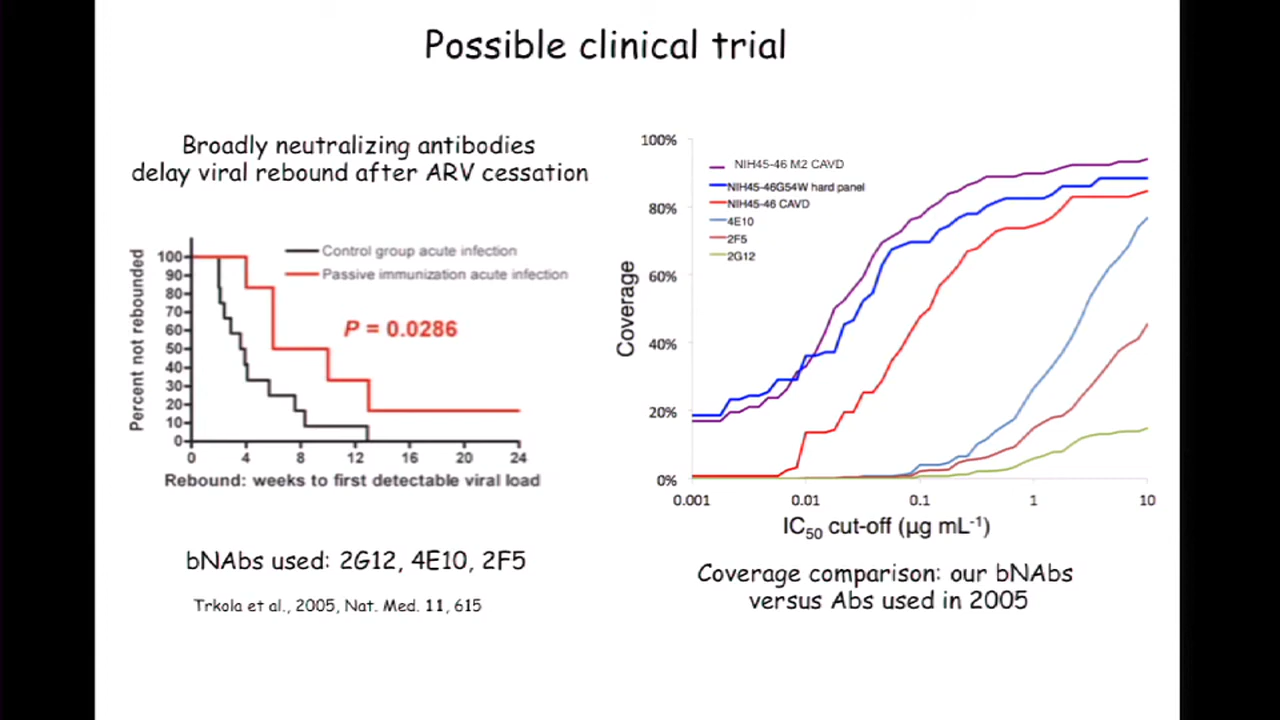 Possible clinical trial
Broadly neutralizing antibodies
delay viral rebound after ARV cessation
Percent not rebounded
100
90
80
70
60
50
40
30
20
10
0
Control group acute infection
Passive immunization acute infection
P = 0.0286
0 4 8 12 16 20 24
Rebound: weeks to first detectable viral load
bNAbs used: 2G12, 4E10, 2F5
Trkola et al., 2005, Nat. Med. 11, 615
Coverage
100%
80%
60%
40%
20%
0%
NIH45-46 M2 CAVD
NIH45-46G54W hard panel
NIH45-46 CAVD
4E10
2F5
2G12
0.001 0.01 0.1 1 10
IC50 cut-off (µg mL-1)
Coverage comparison: our bNAbs
versus Abs used in 2005